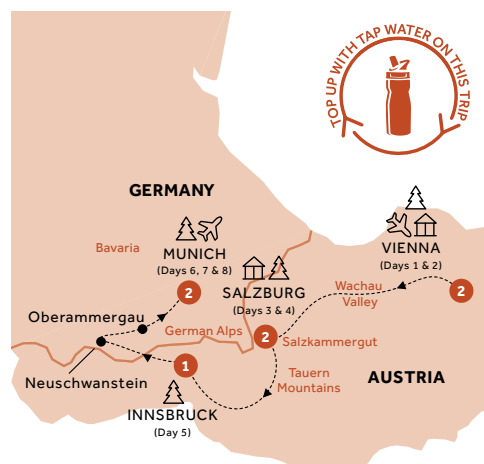 TOP UP WITH TAP WATER ON THIS TRIP
GERMANY
Bavaria
MUNICH
(Days 6, 7 & 8)
2
VIENNA
(Days 1 & 2)
2
SALZBURG
(Days 3 & 4)
2
Wachau
Valley
Oberammergau
German Alps
Salzkammergut
Neuschwanstein
1
Tauern
Mountains
AUSTRIA
INNSBRUCK
(Day 5)